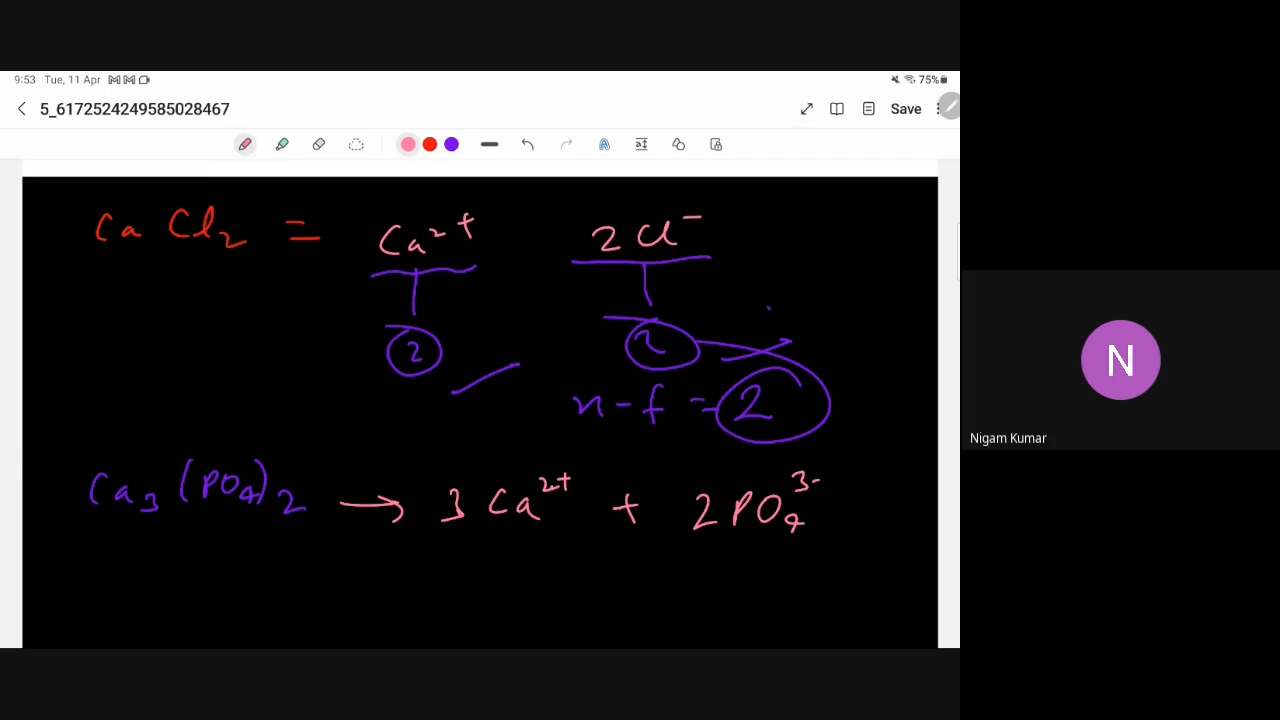 9:53 Tue, 11 Apr 75%
5_6172524249585028467 Save
CaCl₂ = Ca²⁺ 2Cl⁻
2 2
n-f = 2
Ca₃(PO₄)₂ → 3Ca²⁺ + 2PO₄³⁻
N
Nigam Kumar